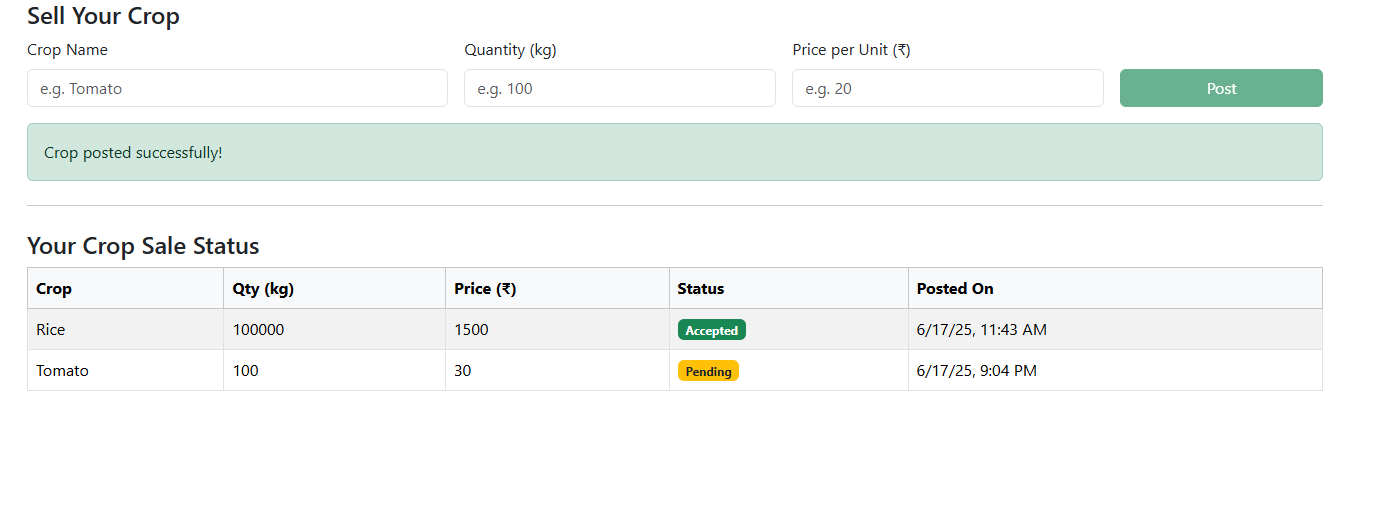 Sell Your Crop
Crop Name Quantity (kg) Price per Unit (₹)
e.g. Tomato e.g. 100 e.g. 20 Post
Crop posted successfully!
Your Crop Sale Status
Crop Qty (kg) Price (₹) Status Posted On
Rice 100000 1500 Accepted 6/17/25, 11:43 AM
Tomato 100 30 Pending 6/17/25, 9:04 PM